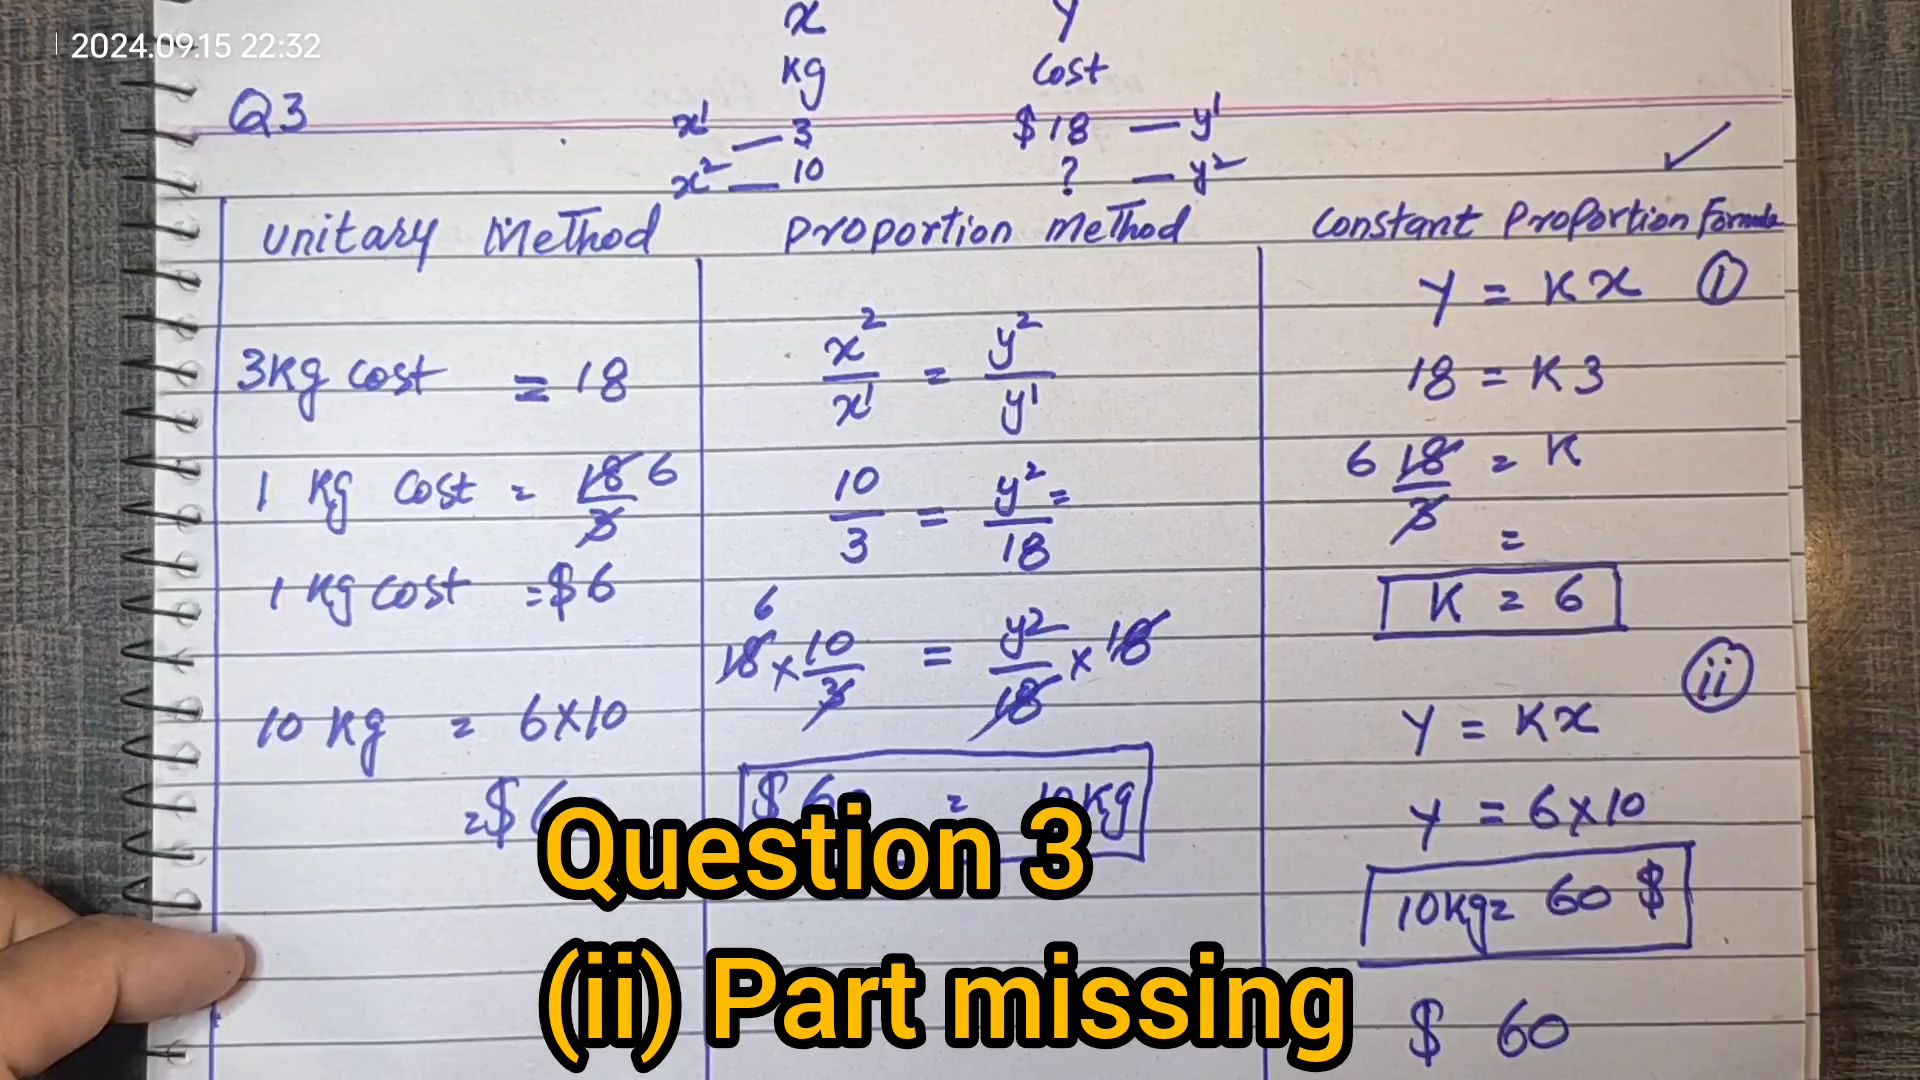 2024.09.15 22:32
x y
kg cost
Q3
x¹ — 3 $18 — y¹
x² — 10 ? — y²
Unitary Method
3kg cost = 18
1 kg cost = 18/3 6
1 kg cost = $6
10 kg = 6×10
=$6
Proportion method
x²/x¹ = y²/y¹
10/3 = y²/18 =
6
18 × 10/3 = y²/18 × 18
$60 = 10kg
Constant Proportion Formula
y = Kx (i)
18 = K3
6 18/3 = K
=
K = 6
(ii)
y = Kx
y = 6×10
10kg= 60 $
$ 60
Question 3
(ii) Part missing